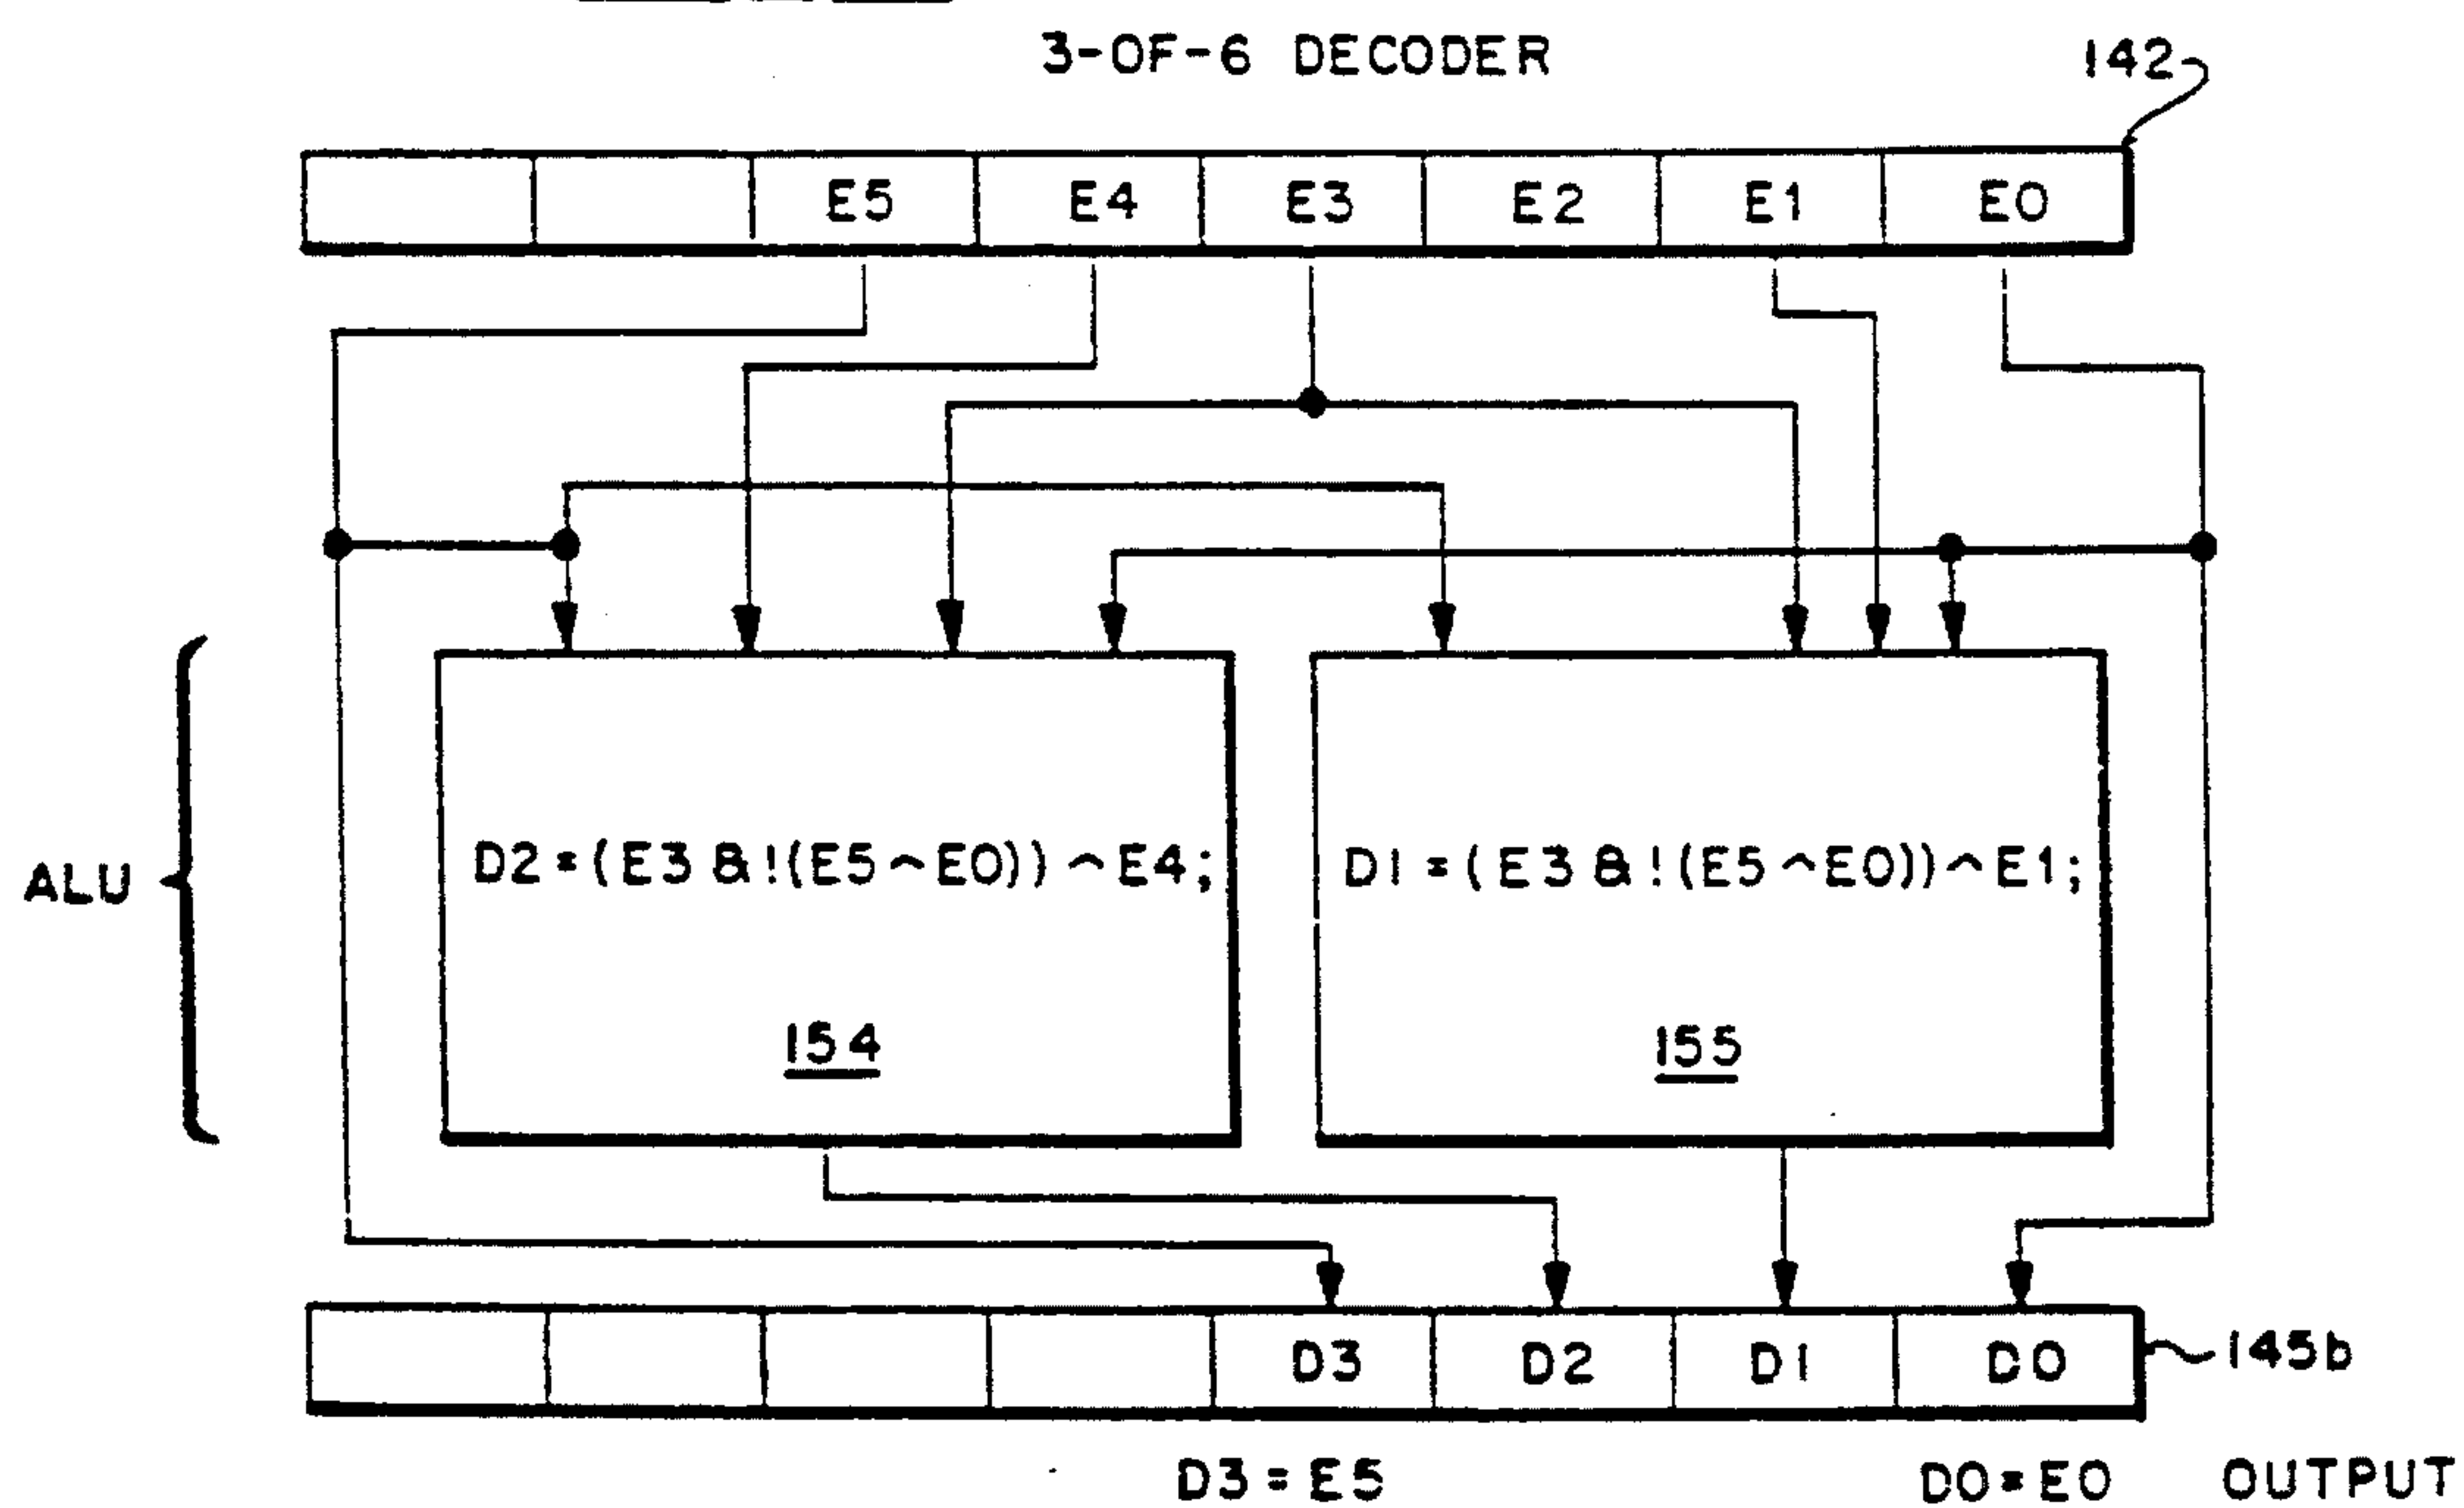 3-OF-6 DECODER
142
E5 E4 E3 E2 E1 E0
ALU
D2=(E3&!(E5^E0))^E4;
D1=(E3&!(E5^E0))^E1;
154
155
D3 D2 D1 D0
145b
D3=E5
D0=E0
OUTPUT